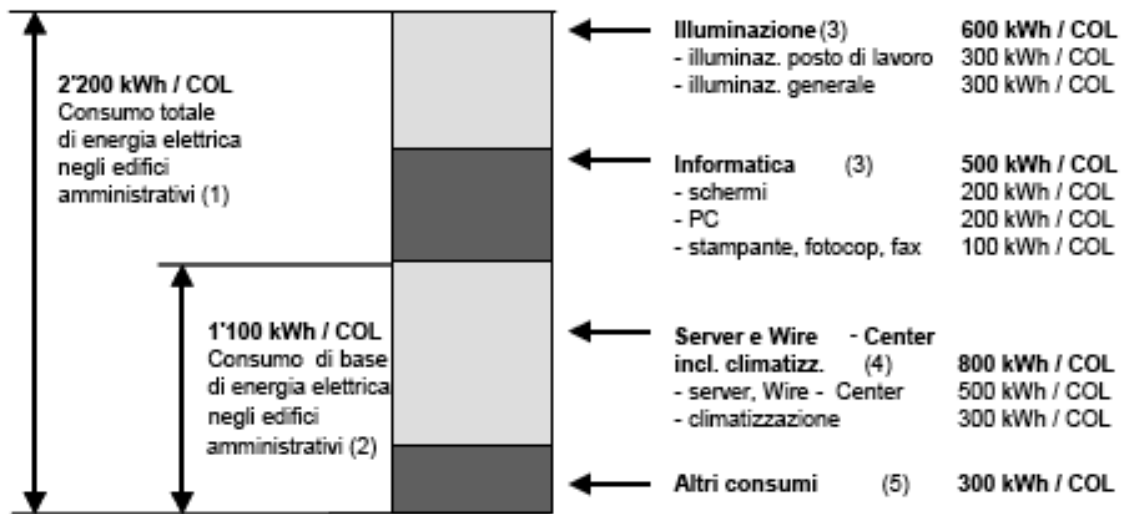 2'200 kWh / COL
Consumo totale
di energia elettrica
negli edifici
amministrativi (1)
1'100 kWh / COL
Consumo di base
di energia elettrica
negli edifici
amministrativi (2)
Illuminazione (3) 600 kWh / COL
- illuminaz. posto di lavoro 300 kWh / COL
- illuminaz. generale 300 kWh / COL
Informatica (3) 500 kWh / COL
- schermi 200 kWh / COL
- PC 200 kWh / COL
- stampante, fotocop, fax 100 kWh / COL
Server e Wire - Center
incl. climatizz. (4) 800 kWh / COL
- server, Wire - Center 500 kWh / COL
- climatizzazione 300 kWh / COL
Altri consumi (5) 300 kWh / COL